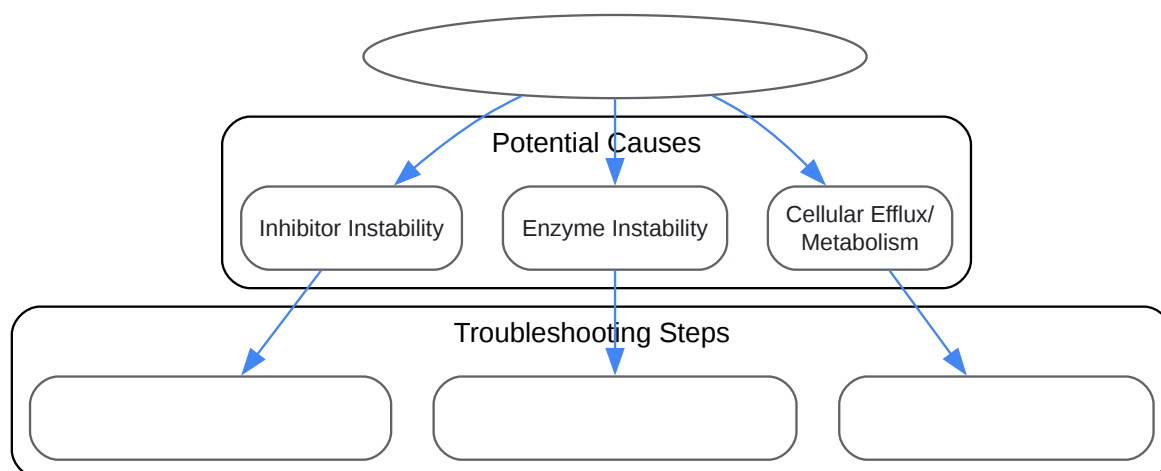 Potential Causes
Inhibitor Instability
Enzyme Instability
Cellular Efflux/
Metabolism
Troubleshooting Steps